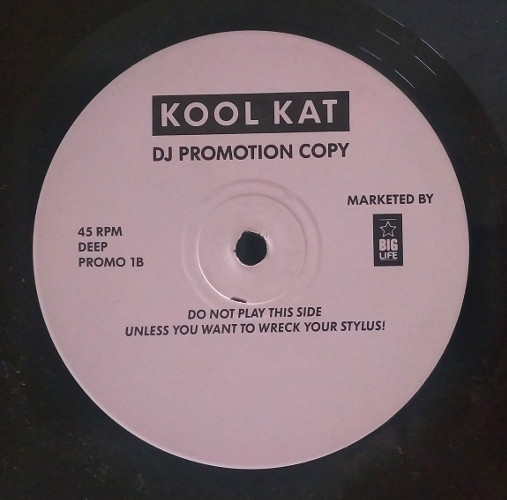 KOOL KAT
DJ PROMOTION COPY
MARKETED BY
BIG
LIFE
45 RPM
DEEP
PROMO 1B
DO NOT PLAY THIS SIDE
UNLESS YOU WANT TO WRECK YOUR STYLUS!